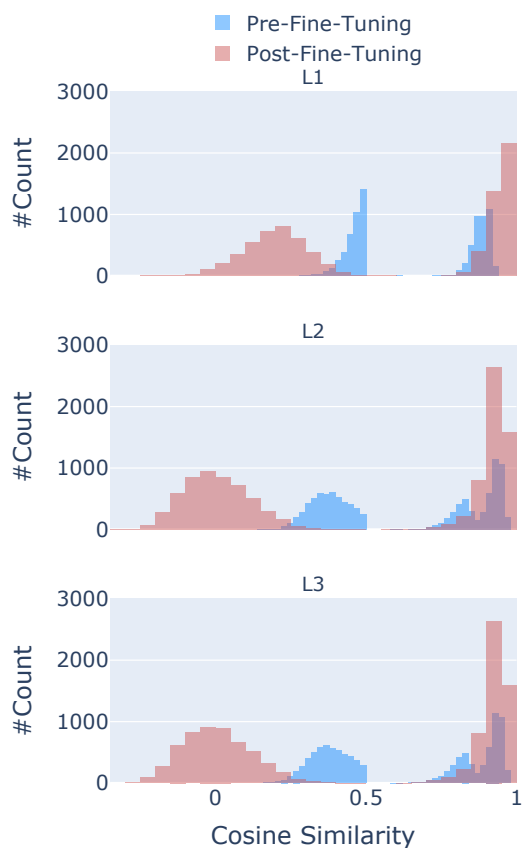 Pre-Fine-Tuning
Post-Fine-Tuning
L1
3000
2000
1000
0
#Count
L2
3000
2000
1000
0
#Count
L3
3000
2000
1000
0
#Count
0 0.5 1
Cosine Similarity